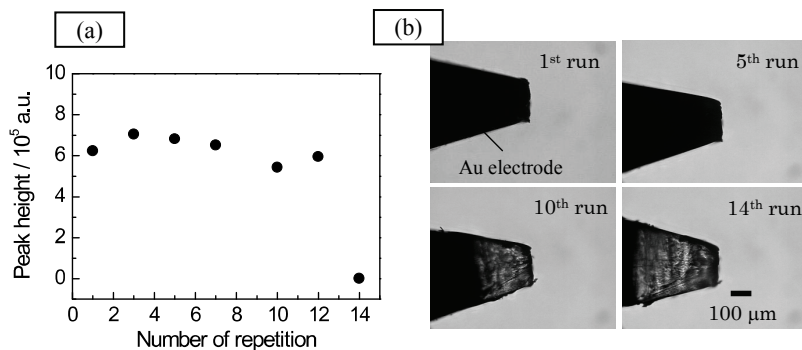 (a)
(b)
10
8
6
4
2
0
Peak height / 10⁵ a.u.
0 2 4 6 8 10 12 14
Number of repetition
1st run
5th run
Au electrode
10th run
14th run
100 μm